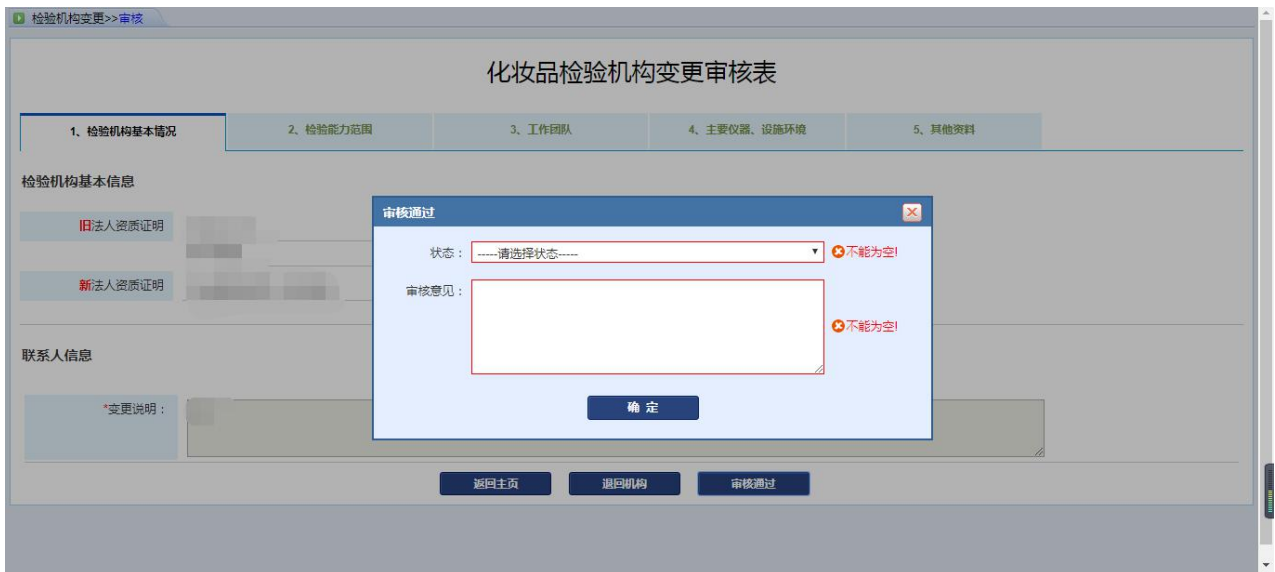 检验机构变更>>审核
化妆品检验机构变更审核表
1、检验机构基本情况 2、检验能力范围 3、工作团队 4、主要仪器、设施环境 5、其他资料
检验机构基本信息
审核通过
旧法人资质证明
状态： -----请选择状态----- 不能为空!
新法人资质证明
审核意见：
不能为空!
联系人信息
*变更说明：
确 定
返回主页 退回机构 审核通过